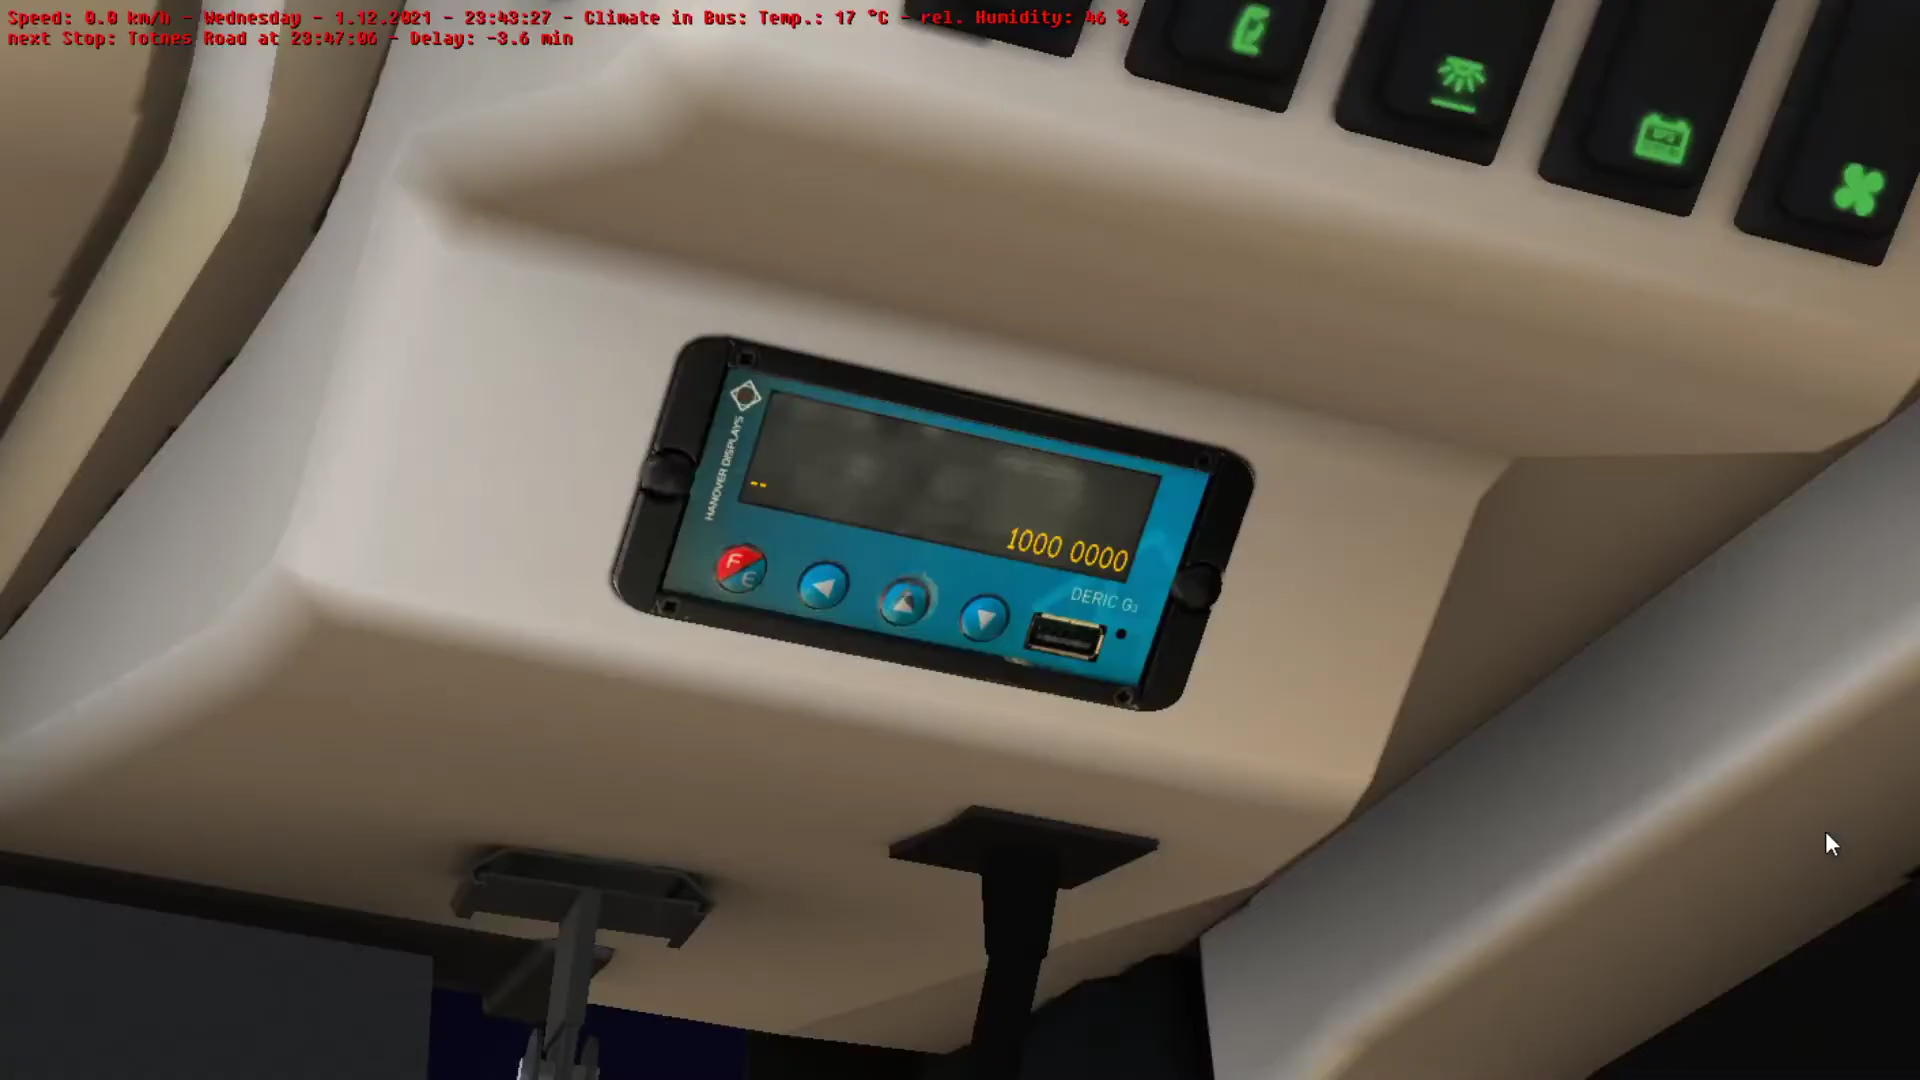 Speed: 0.0 km/h - Wednesday - 1.12.2021 - 23:43:27 - Climate in Bus: Temp.: 17 °C - rel. Humidity: 46 %
next Stop: Totnes Road at 23:47:06 - Delay: -3.6 min
HANOVER DISPLAYS
--
1000 0000
F
E
DERIC G3